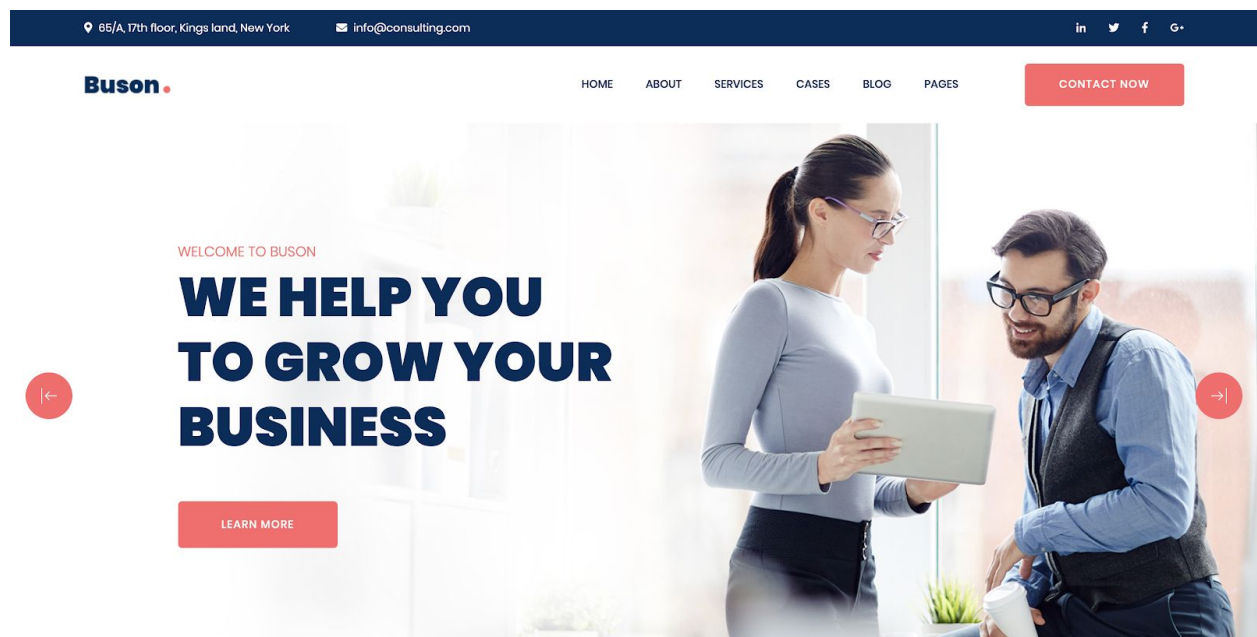 65/A, 17th floor, Kings land, New York info@consulting.com in f G+
Buson. HOME ABOUT SERVICES CASES BLOG PAGES CONTACT NOW
WELCOME TO BUSON
WE HELP YOU
TO GROW YOUR
BUSINESS
LEARN MORE